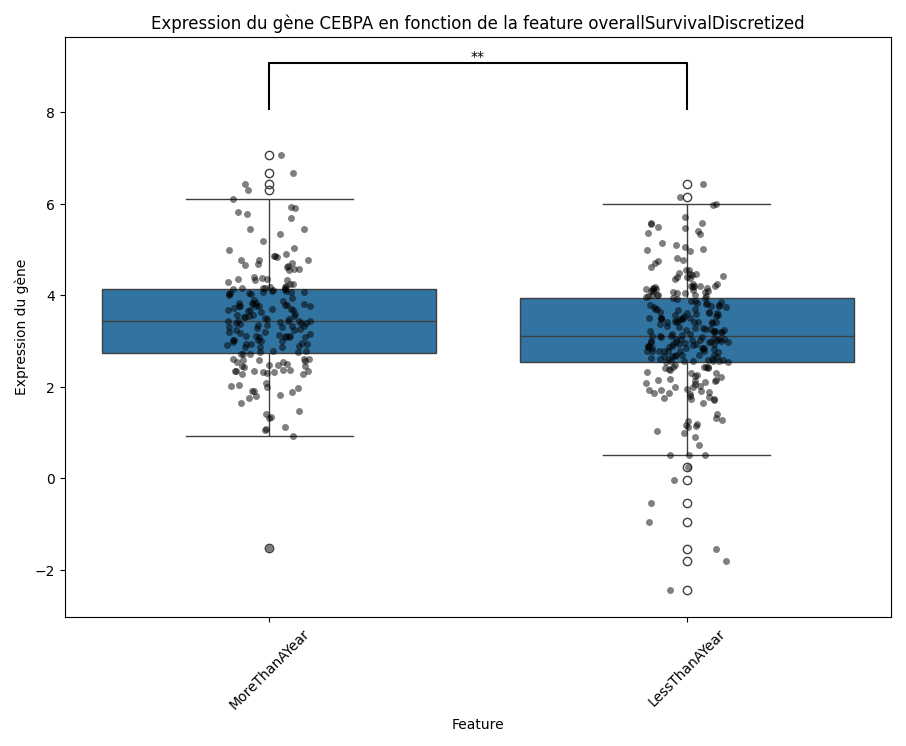 Expression du gène CEBPA en fonction de la feature overallSurvivalDiscretized
**
Expression du gène
8
6
4
2
0
−2
MoreThanAYear
LessThanAYear
Feature